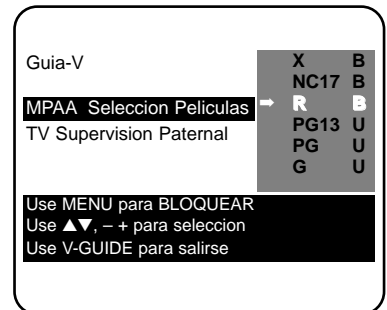 Guia-V
MPAA Seleccion Peliculas ➡
TV Supervision Paternal
X B
NC17 B
R B
PG13 U
PG U
G U
Use MENU para BLOQUEAR
Use ▲▼, – + para seleccion
Use V-GUIDE para salirse